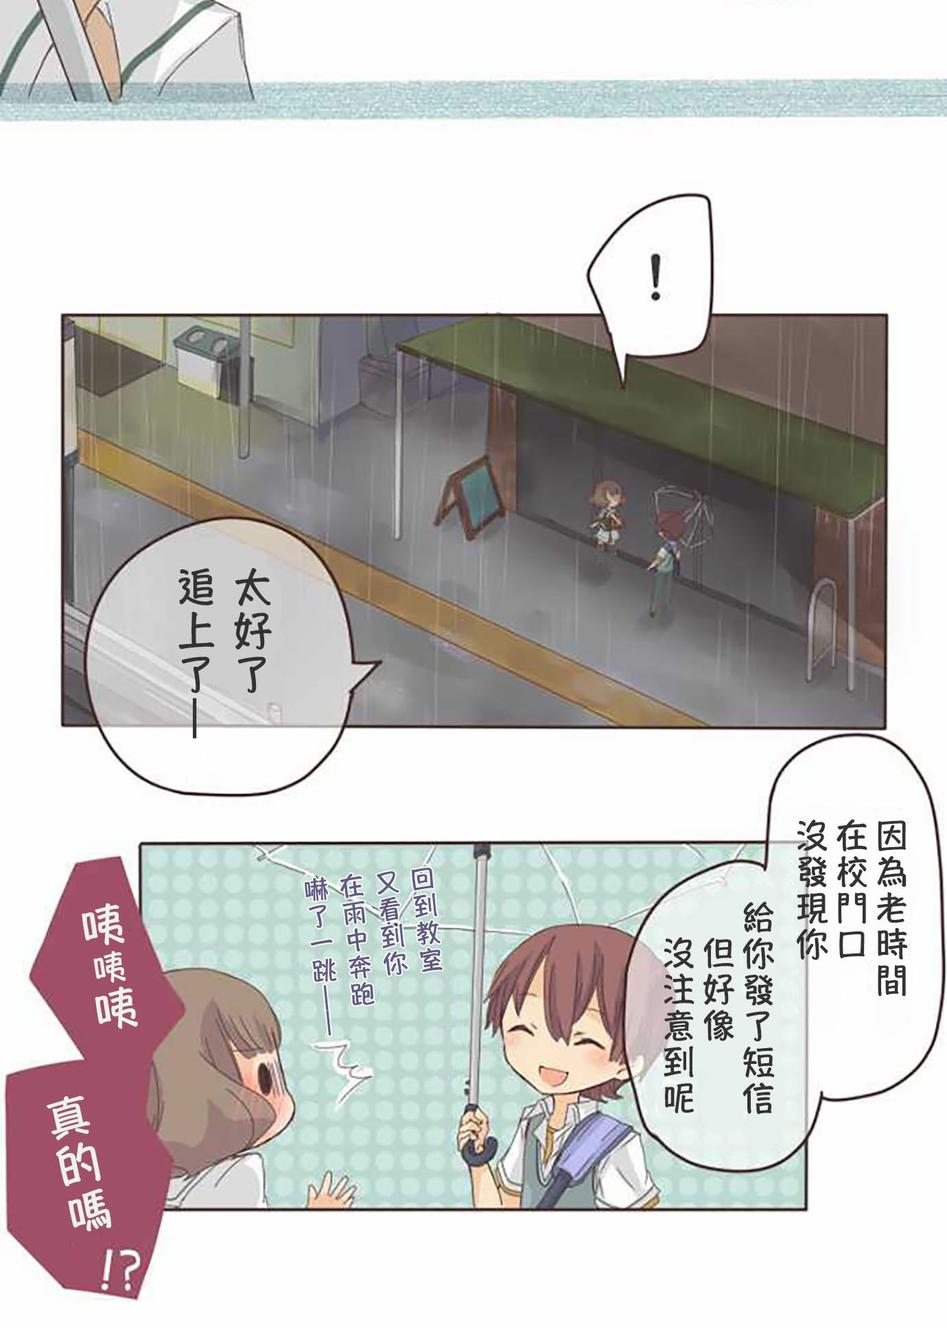 ！
太好了
追上了—
因為老時間
在校門口
沒發現你
給你發了短信
但好像
沒注意到呢
回到教室
又看到你
在雨中奔跑
嚇了一跳——
咦咦咦
真的嗎
!?